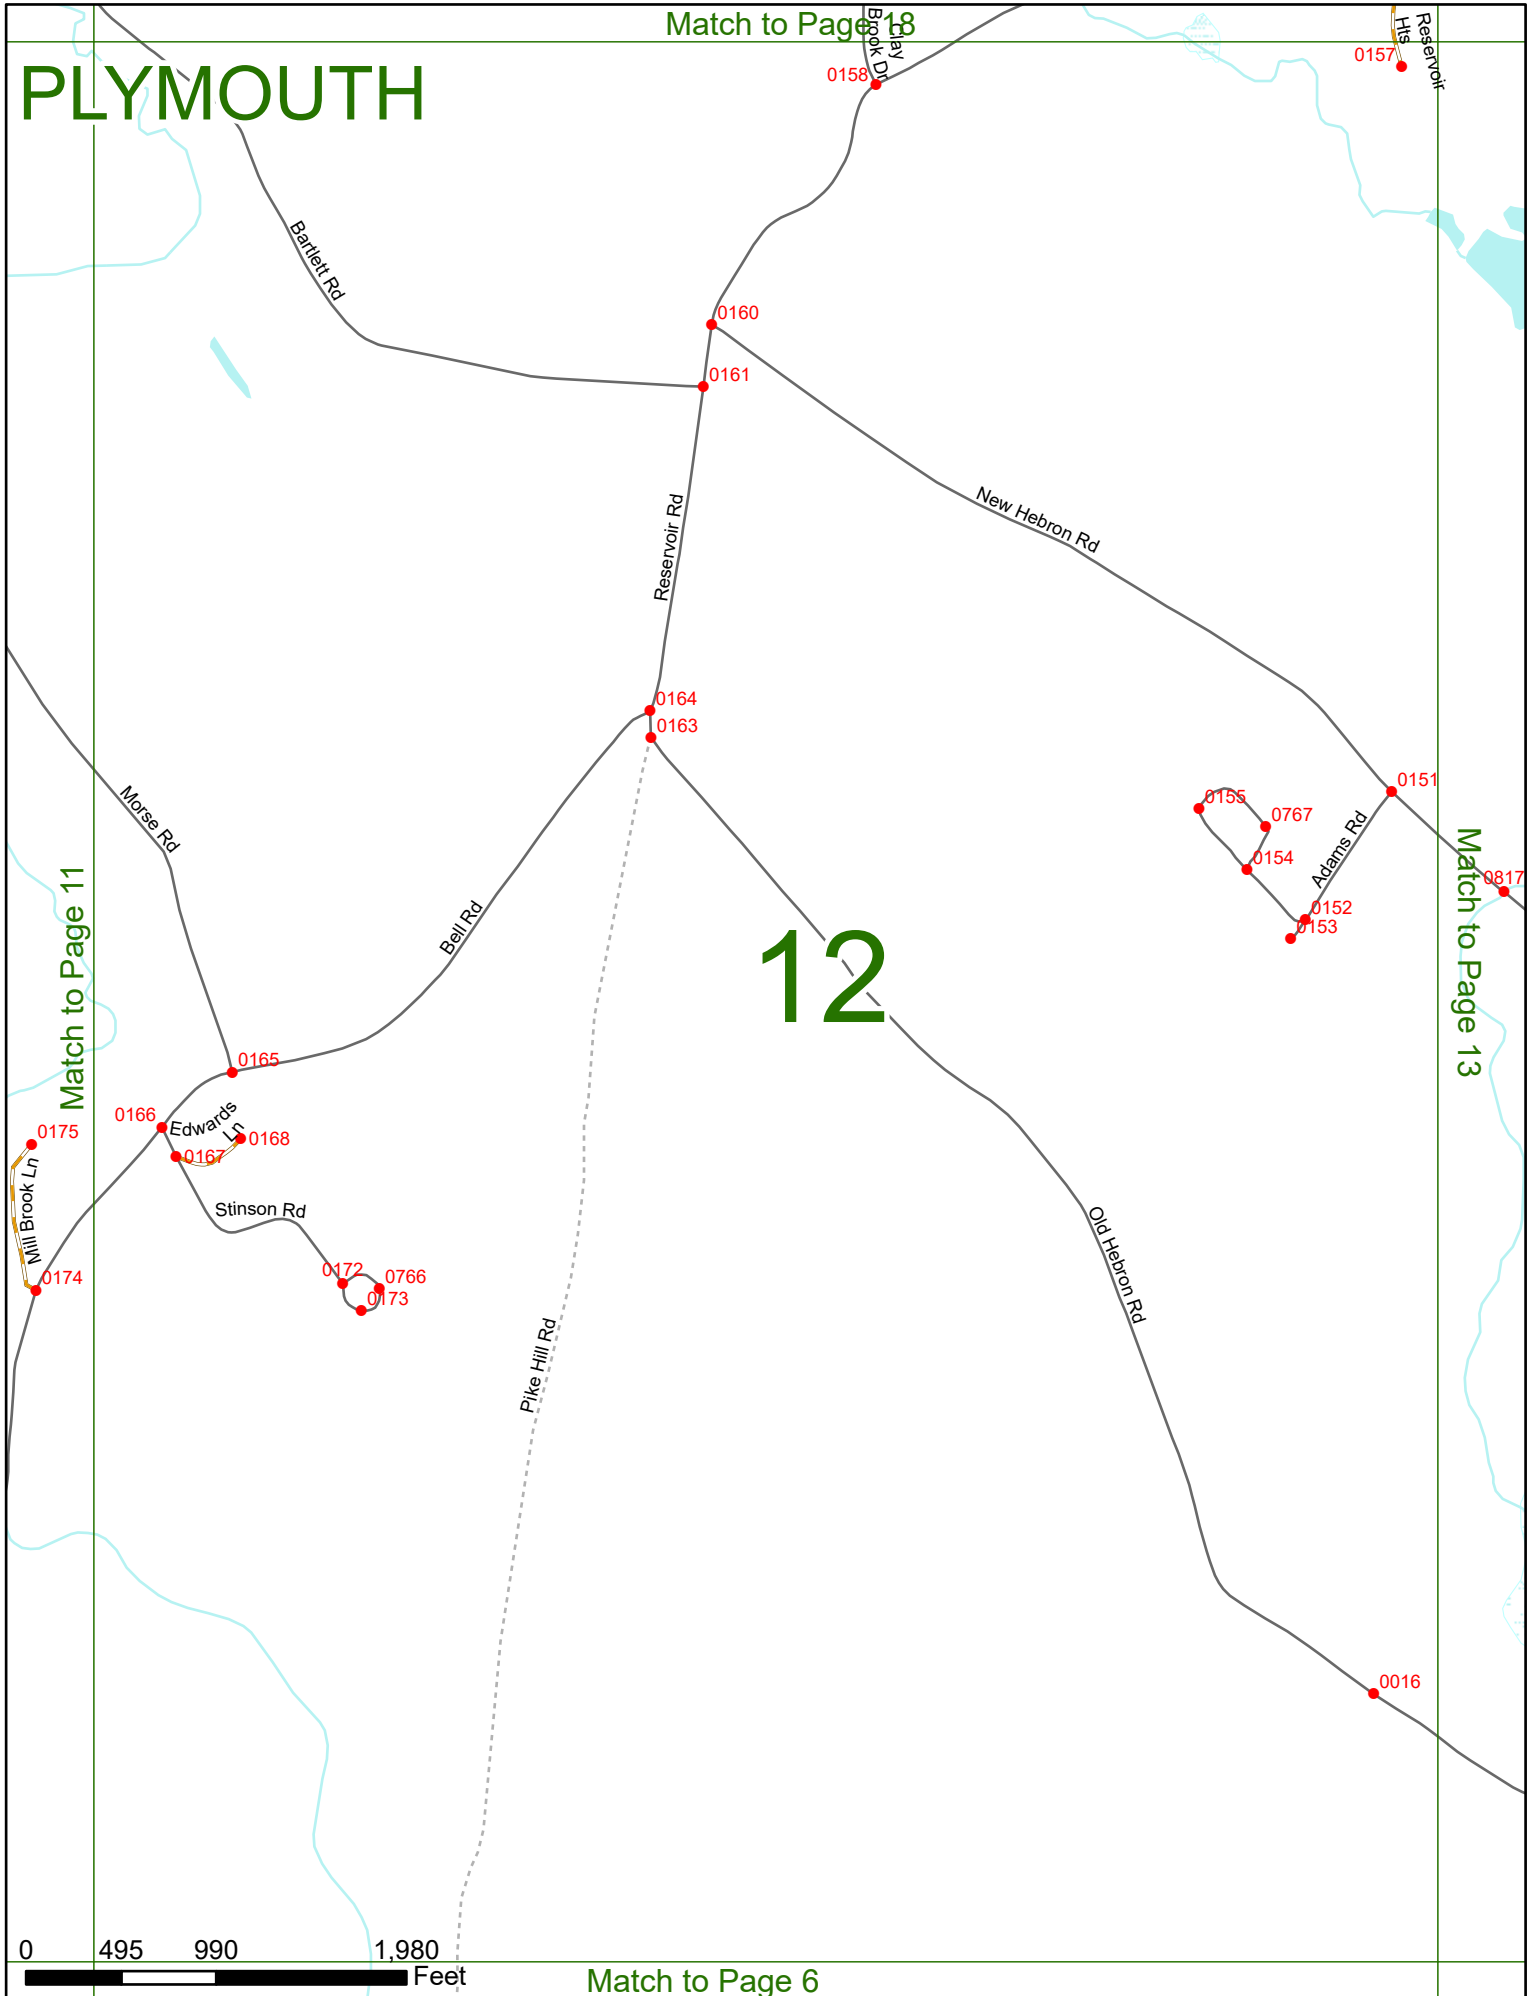 Match to Page 18
PLYMOUTH
Clay
Brook Dr
Reservoir
Hts
0157
0158
Bartlett Rd
0160
0161
Reservoir Rd
New Hebron Rd
0164
0163
0151
0155
0767
0154
Adams Rd
0152
0153
0817
Morse Rd
Match to Page 11
Match to Page 13
Bell Rd
12
0165
0166
Edwards
Ln
0168
0167
0175
Mill Brook Ln
0174
Stinson Rd
0172
0766
0173
Pike Hill Rd
Old Hebron Rd
0016
0 495 990 1,980
Feet
Match to Page 6